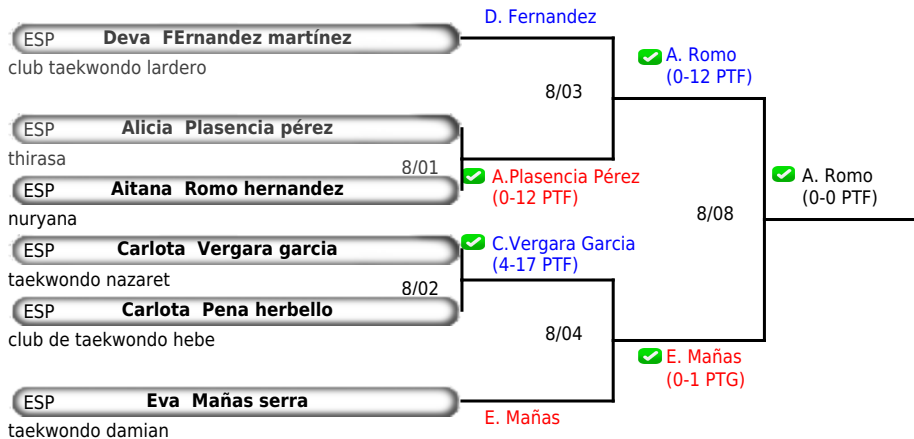 D. Fernandez
ESP Deva FErnandez martínez
club taekwondo lardero
A. Romo
(0-12 PTF)
8/03
ESP Alicia Plasencia pérez
thirasa
8/01
ESP Aitana Romo hernandez
nuryana
A.Plasencia Pérez
(0-12 PTF)
A. Romo
(0-0 PTF)
8/08
ESP Carlota Vergara garcia
taekwondo nazaret
C.Vergara Garcia
(4-17 PTF)
8/02
ESP Carlota Pena herbello
club de taekwondo hebe
8/04
E. Mañas
(0-1 PTG)
ESP Eva Mañas serra
taekwondo damian
E. Mañas